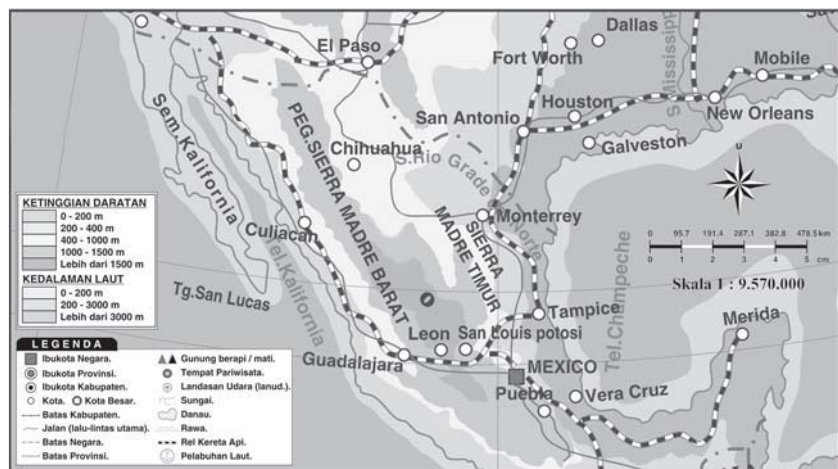 Dallas
El Paso
Fort Worth
Mobile
S. Mississipp
Houston
San Antonio
New Orleans
Galveston
Sem.Kalifornia
PEG.SIERRA MADRE BARAT
Chihuahua
S.Rio Grade
Norte
U
KETINGGIAN DARATAN
0 - 200 m
200 - 400 m
400 - 1000 m
1000 - 1500 m
Lebih dari 1500 m
KEDALAMAN LAUT
0 - 200 m
200 - 3000 m
Lebih dari 3000 m
Culiacan
Tel.Kalifornia
Monterrey
SIERRA
MADRE TIMUR
0 95.7 191.4 287.1 382.8 478.5 km
0 1 2 3 4 5 cm
Skala 1 : 9.570.000
Tg.San Lucas
Tel.Champeche
Tampice
Merida
Leon
San Louis potosi
Guadalajara
MEXICO
Puebla
Vera Cruz
LEGENDA
Ibukota Negara.
Ibukota Provinsi.
Ibukota Kabupaten.
Kota. Kota Besar.
Batas Kabupaten.
Jalan (lalu-lintas utama).
Batas Negara.
Batas Provinsi.
Gunung berapi / mati.
Tempat Pariwisata.
Landasan Udara (lanud.).
Sungai.
Danau.
Rawa.
Rel Kereta Api.
Pelabuhan Laut.